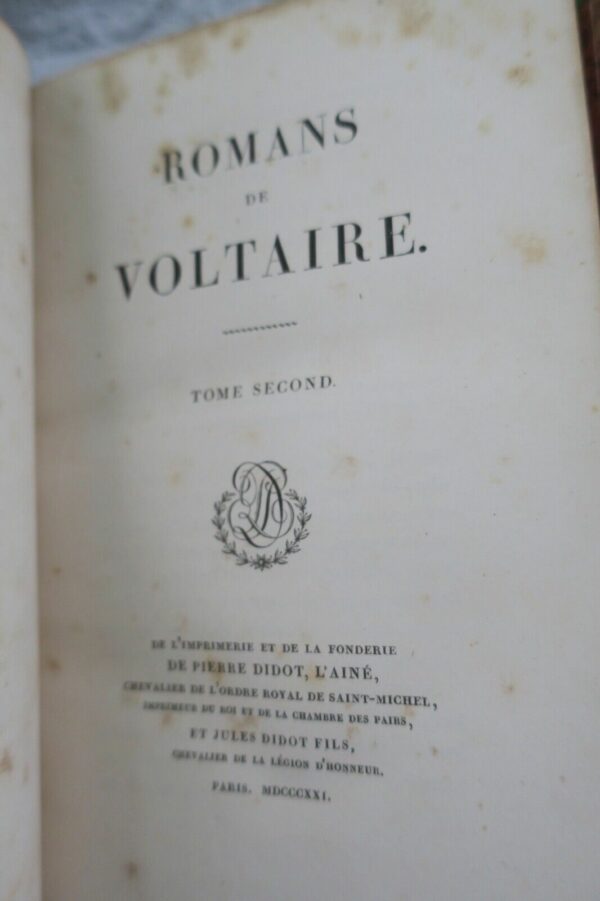 ROMANS
DE
VOLTAIRE.
TOME SECOND.
DE L'IMPRIMERIE ET DE LA FONDERIE
DE PIERRE DIDOT, L'AINÉ,
CHEVALIER DE L'ORDRE ROYAL DE SAINT-MICHEL,
IMPRIMEUR DU ROI ET DE LA CHAMBRE DES PAIRS,
ET JULES DIDOT FILS,
CHEVALIER DE LA LÉGION D'HONNEUR.
PARIS. MDCCCXXI.